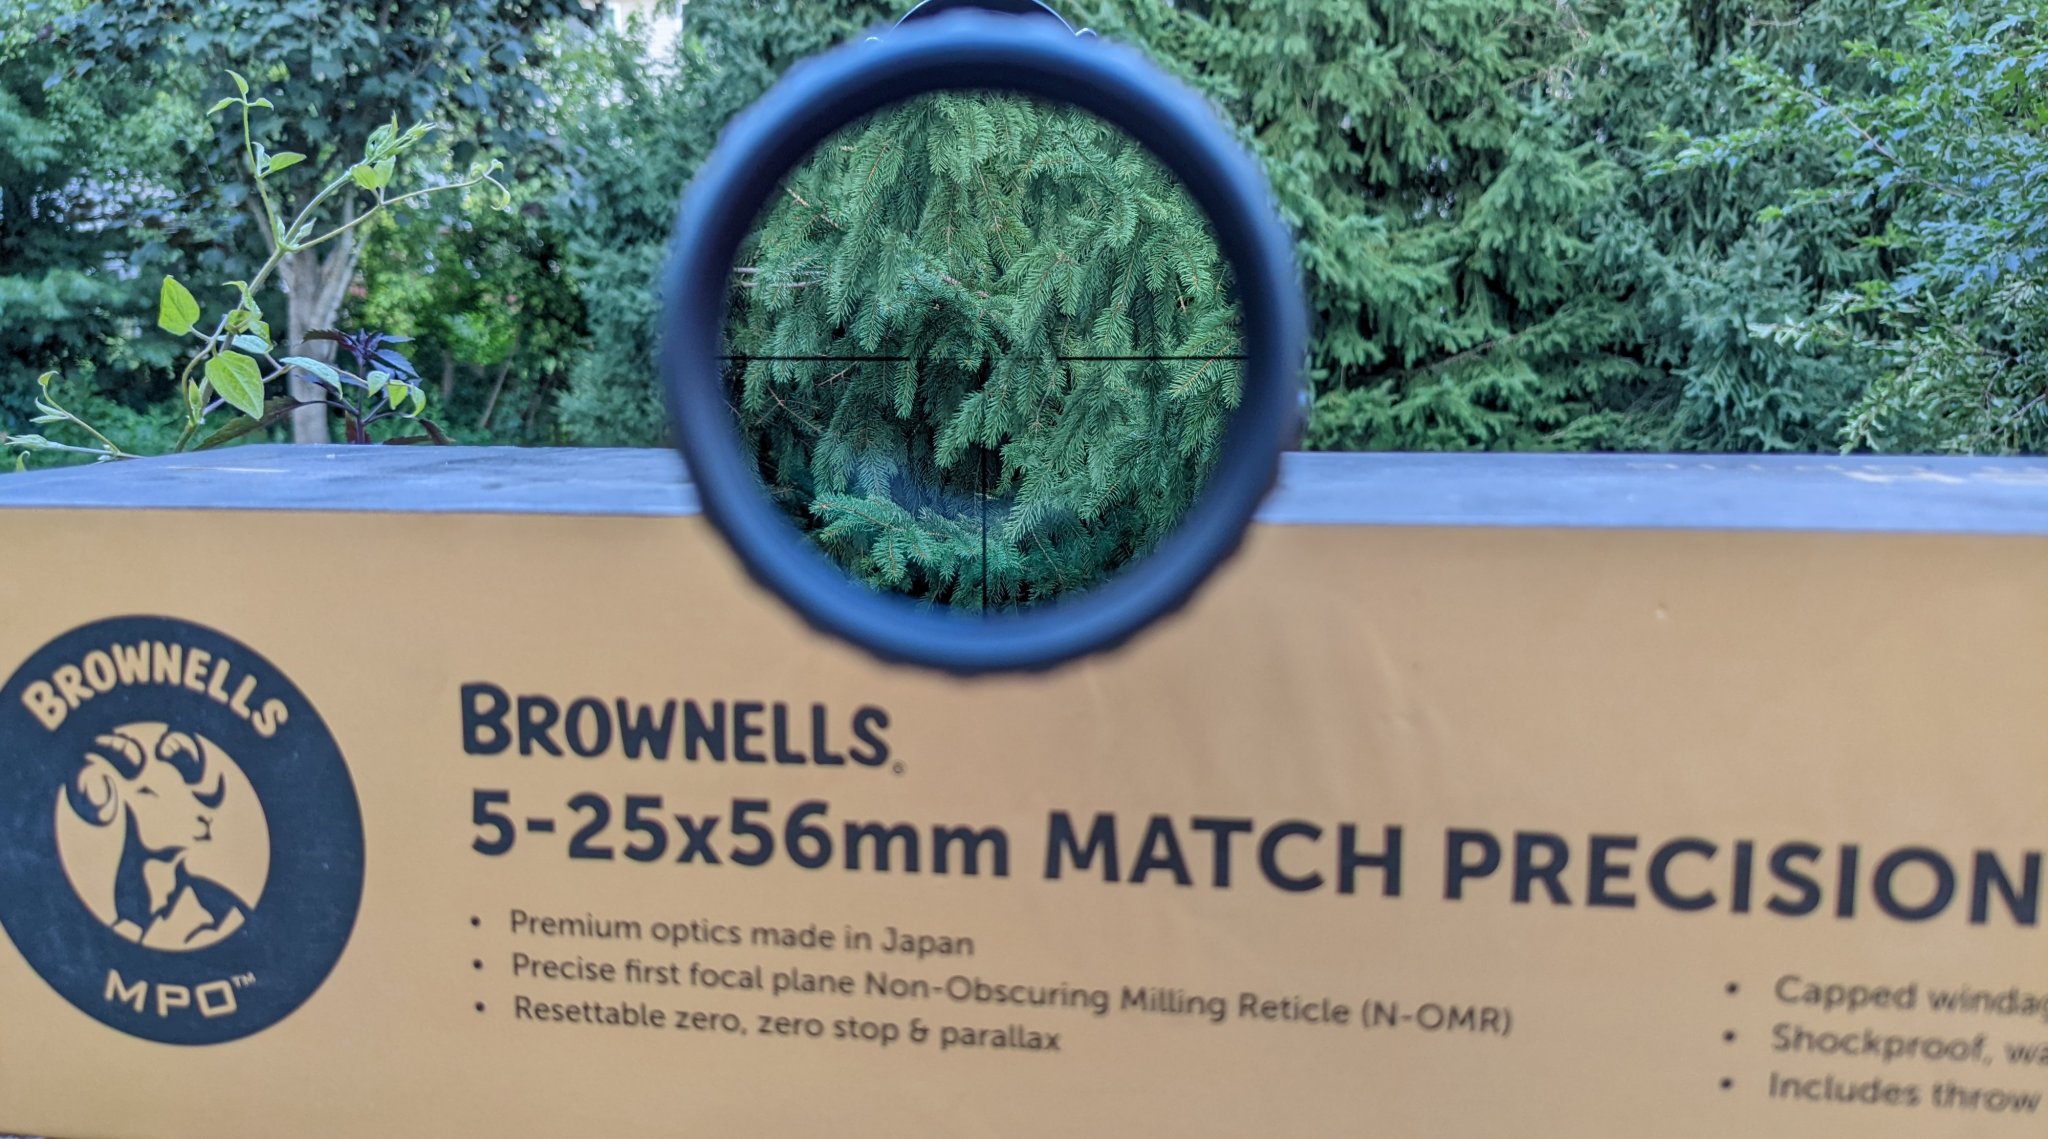 BROWNELLS
MPO™
BROWNELLS®
5-25x56mm MATCH PRECISION
• Premium optics made in Japan
• Precise first focal plane Non-Obscuring Milling Reticle (N-OMR)
• Resettable zero, zero stop & parallax
• Capped
• Shockproof,
• Includes throw